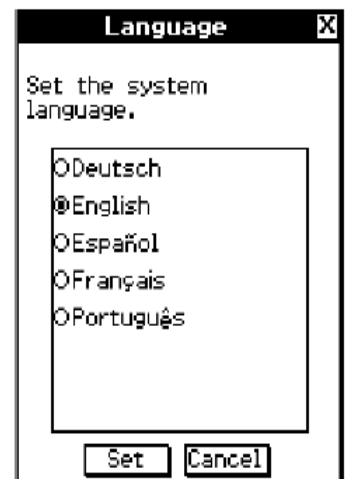 Language X
Set the system
language.
Deutsch
English
Español
Français
Português
Set Cancel